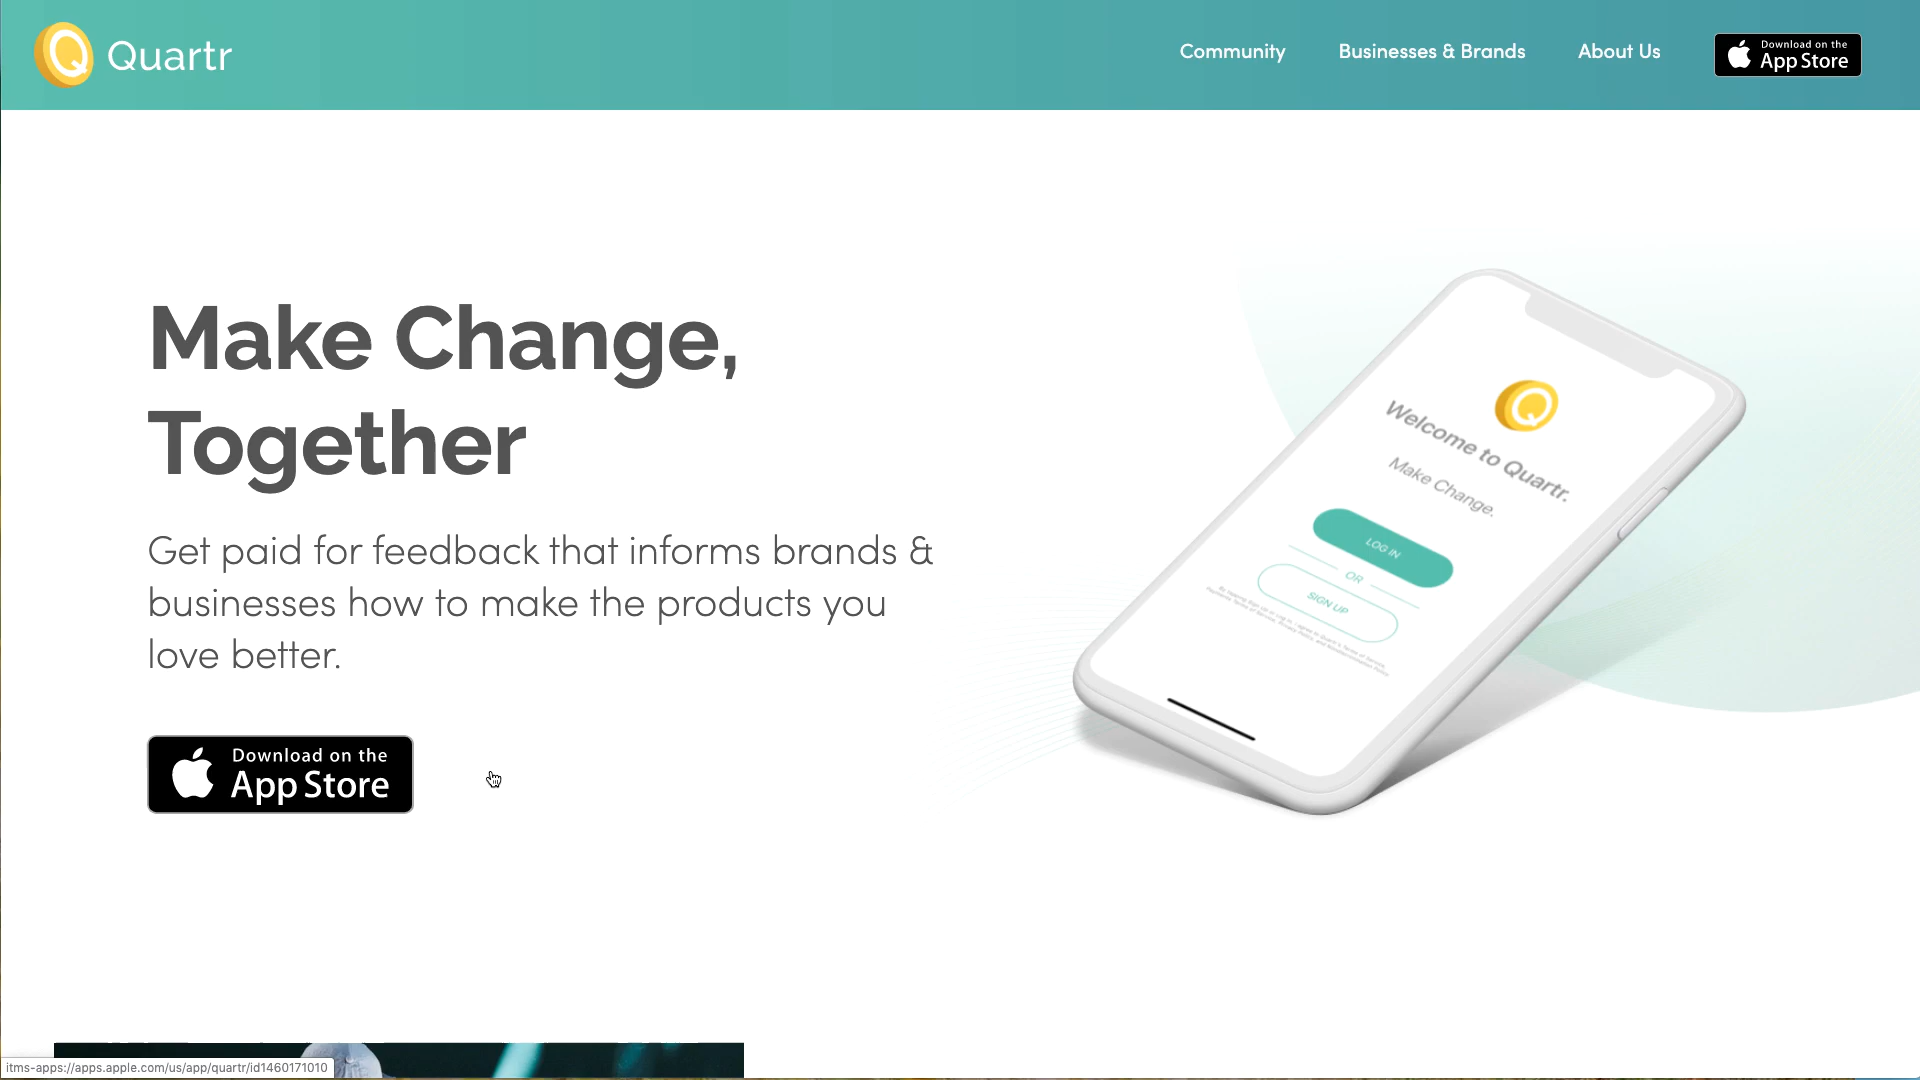 Quartr
Community
Businesses & Brands
About Us
Download on the
App Store
Make Change,
Together
Get paid for feedback that informs brands &
businesses how to make the products you
love better.
Download on the
App Store
Welcome to Quartr.
Make Change.
LOG IN
OR
SIGN UP
itms-apps://apps.apple.com/us/app/quartr/id1460171010